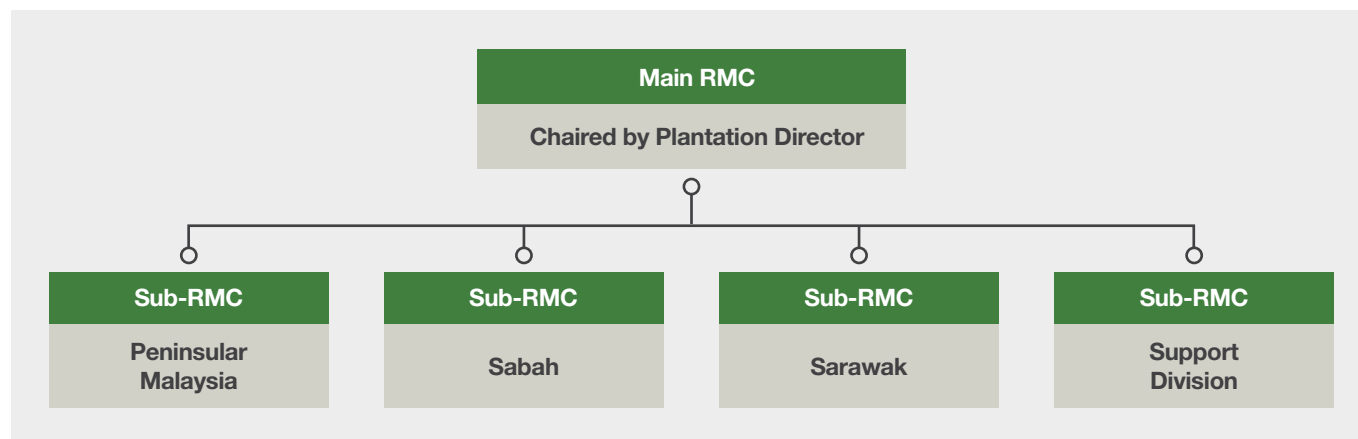 Main RMC
Chaired by Plantation Director
Sub-RMC
Peninsular
Malaysia
Sub-RMC
Sabah
Sub-RMC
Sarawak
Sub-RMC
Support
Division